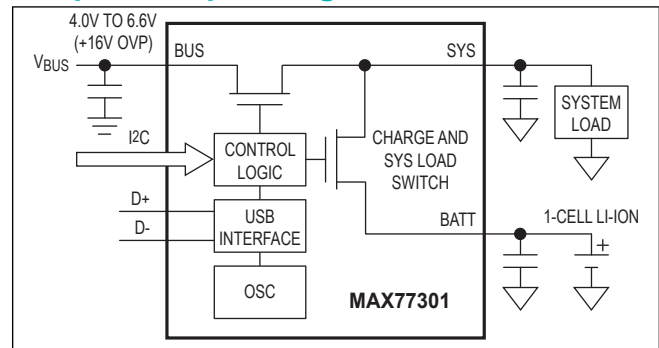 4.0V TO 6.6V
(+16V OVP)
VBUS
BUS
SYS
I2C
CONTROL
LOGIC
CHARGE AND
SYS LOAD
SWITCH
SYSTEM
LOAD
D+
D-
USB
INTERFACE
BATT
1-CELL LI-ION
+
OSC
MAX77301